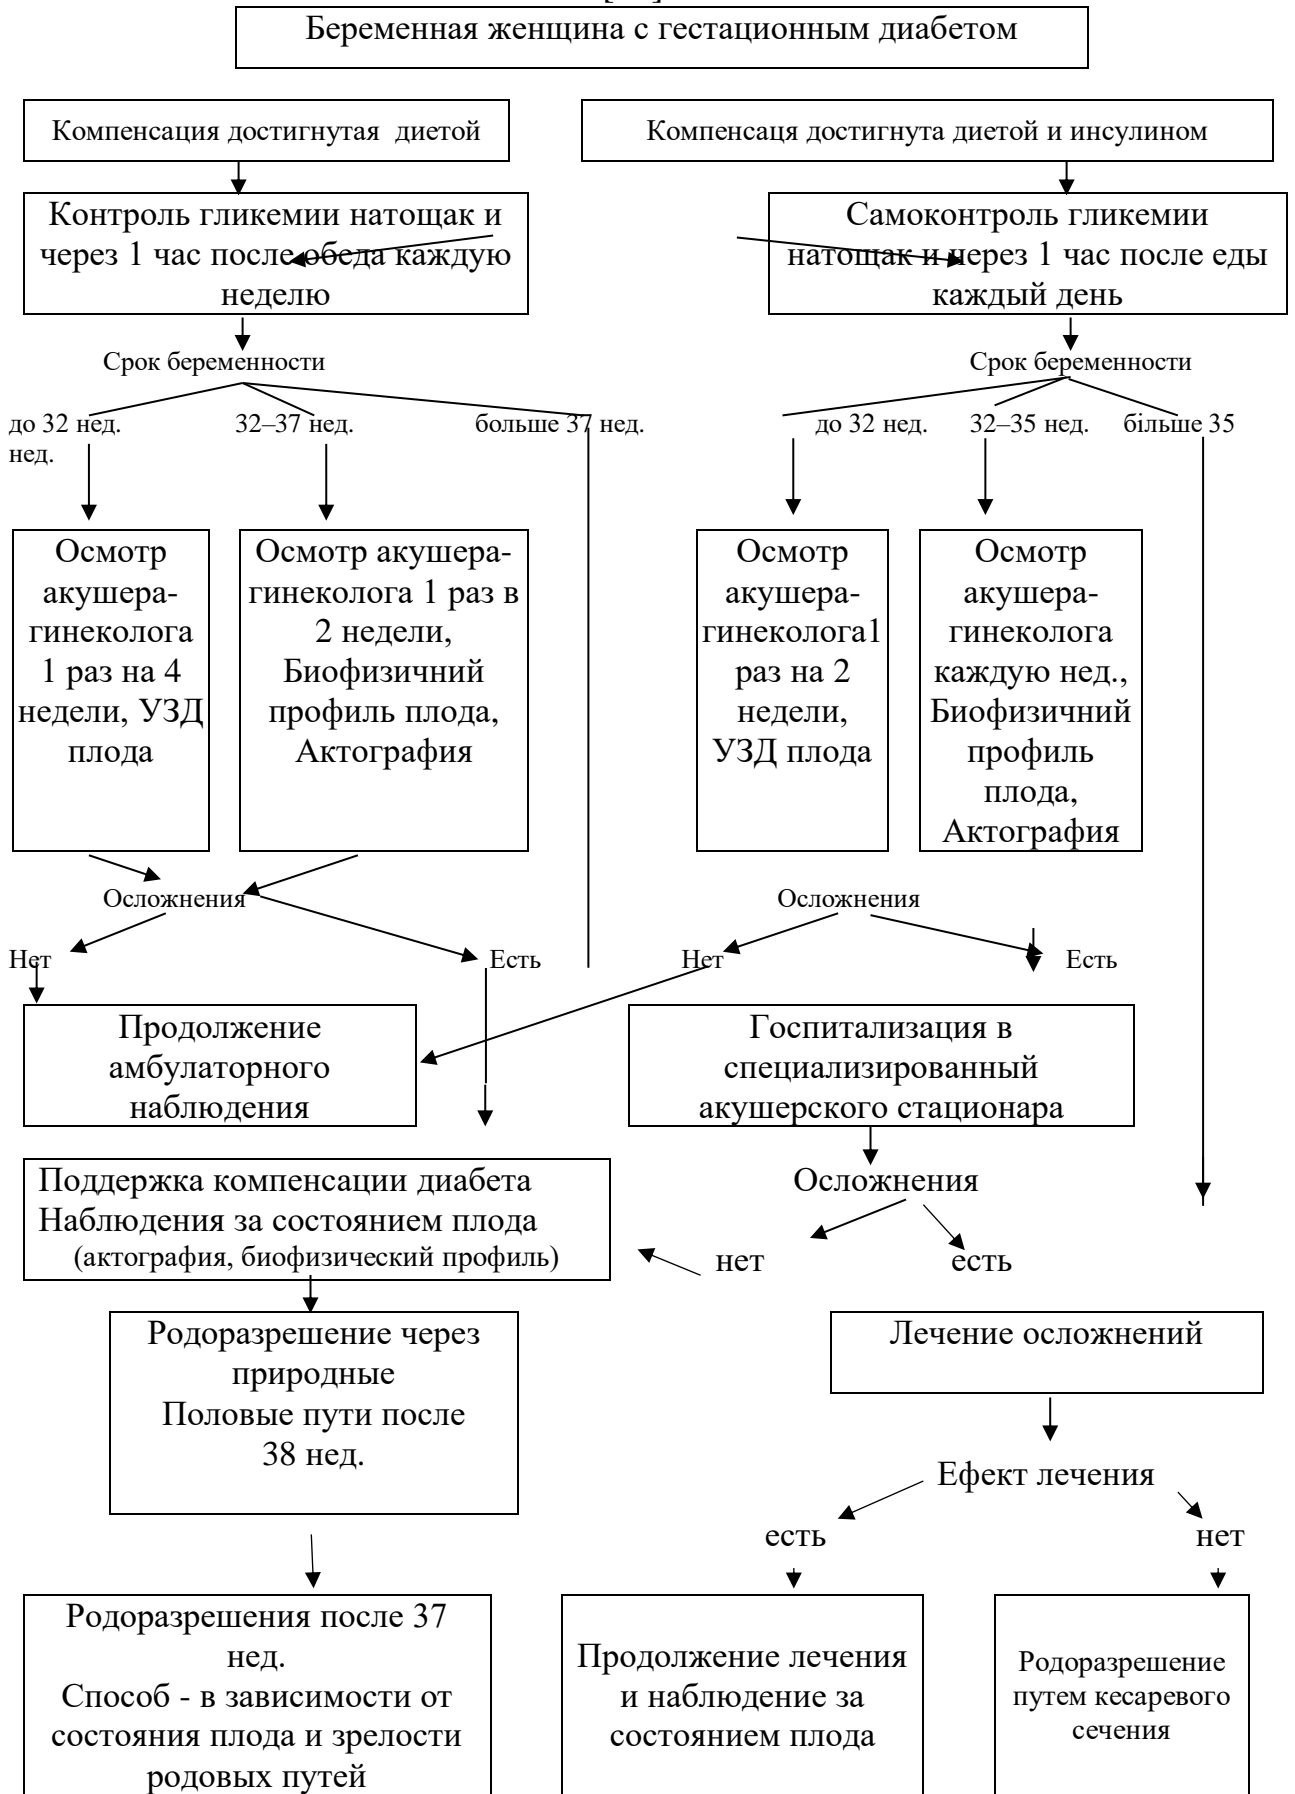 Беременная женщина с гестационным диабетом
Компенсация достигнутая диетой
Компенсаця достигнута диетой и инсулином
Контроль гликемии натощак и
через 1 час после обеда каждую
неделю
Самоконтроль гликемии
натощак и через 1 час после еды
каждый день
Срок беременности
Срок беременности
до 32 нед.
32–37 нед.
больше 37 нед.
до 32 нед.
32–35 нед.
більше 35
нед.
Осмотр
акушера-
гинеколога
1 раз на 4
недели, УЗД
плода
Осмотр акушера-
гинеколога 1 раз в
2 недели,
Биофизичний
профиль плода,
Актография
Осмотр
акушера-
гинеколога1
раз на 2
недели,
УЗД плода
Осмотр
акушера-
гинеколога
каждую нед.,
Биофизичний
профиль
плода,
Актография
Осложнения
Осложнения
Нет
Есть
Нет
Есть
Продолжение
амбулаторного
наблюдения
Госпитализация в
специализированный
акушерского стационара
Поддержка компенсации диабета
Наблюдения за состоянием плода
(актография, биофизический профиль)
Осложнения
нет
есть
Родоразрешение через
природные
Половые пути после
38 нед.
Лечение осложнений
Ефект лечения
есть
нет
Родоразрешения после 37
нед.
Способ - в зависимости от
состояния плода и зрелости
родовых путей
Продолжение лечения
и наблюдение за
состоянием плода
Родоразрешение
путем кесаревого
сечения